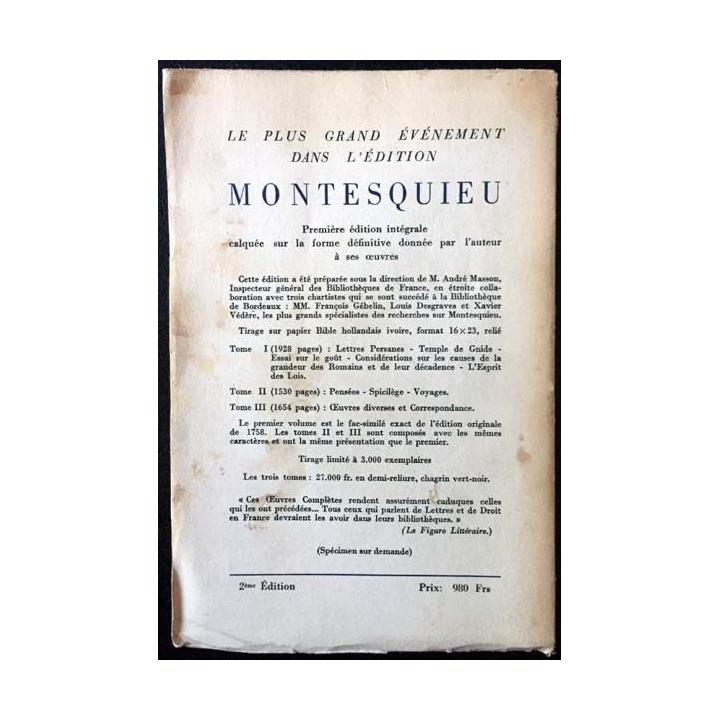 LE PLUS GRAND ÉVÉNEMENT
DANS L'ÉDITION
MONTESQUIEU
Première édition intégrale
calquée sur la forme définitive donnée par l'auteur
à ses œuvres
Cette édition a été préparée sous la direction de M. André Masson,
Inspecteur général des Bibliothèques de France, en étroite colla-
boration avec trois chartistes qui se sont succédé à la Bibliothèque
de Bordeaux : MM. François Gébelin, Louis Desgraves et Xavier
Védère, les plus grands spécialistes des recherches sur Montesquieu.
Tirage sur papier Bible hollandais ivoire, format 16×23, relié
Tome I (1928 pages) : Lettres Persanes - Temple de Gnide -
Essai sur le goût - Considérations sur les causes de la
grandeur des Romains et de leur décadence - L'Esprit
des Lois.
Tome II (1530 pages) : Pensées - Spicilège - Voyages.
Tome III (1654 pages) : Œuvres diverses et Correspondance.
Le premier volume est le fac-similé exact de l'édition originale
de 1758. Les tomes II et III sont composés avec les mêmes
caractères et ont la même présentation que le premier.
Tirage limité à 3.000 exemplaires
Les trois tomes : 27.000 fr. en demi-reliure, chagrin vert-noir.
« Ces Œuvres Complètes rendent assurément caduques celles
qui les ont précédées... Tous ceux qui parlent de Lettres et de Droit
en France devraient les avoir dans leurs bibliothèques. »
(Le Figaro Littéraire.)
(Spécimen sur demande)
2ème Édition Prix: 980 Frs